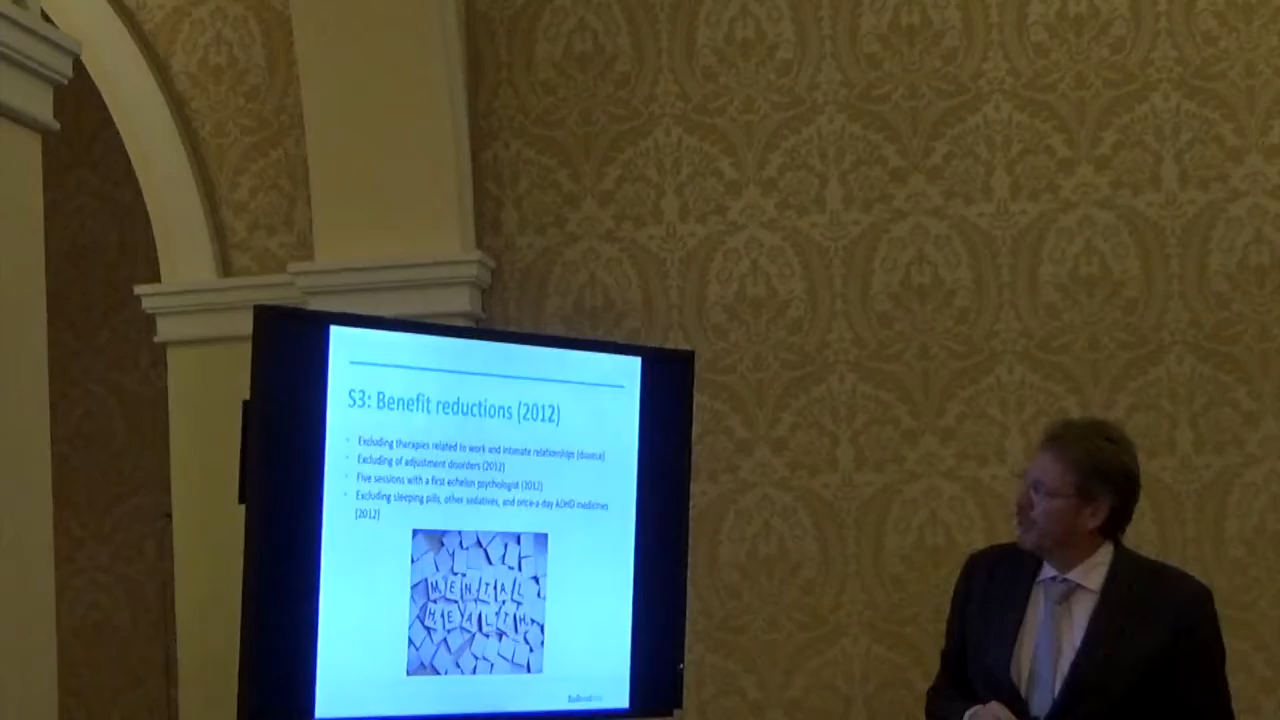 S3: Benefit reductions (2012)
Excluding therapies related to work and intimate relationships (divorce)
Excluding of adjustment disorders (2012)
Five sessions with a first echelon psychologist (2012)
Excluding sleeping pills, other sedatives, and once-a-day ADHD medicines
(2012)
MENTAL
HEALTH